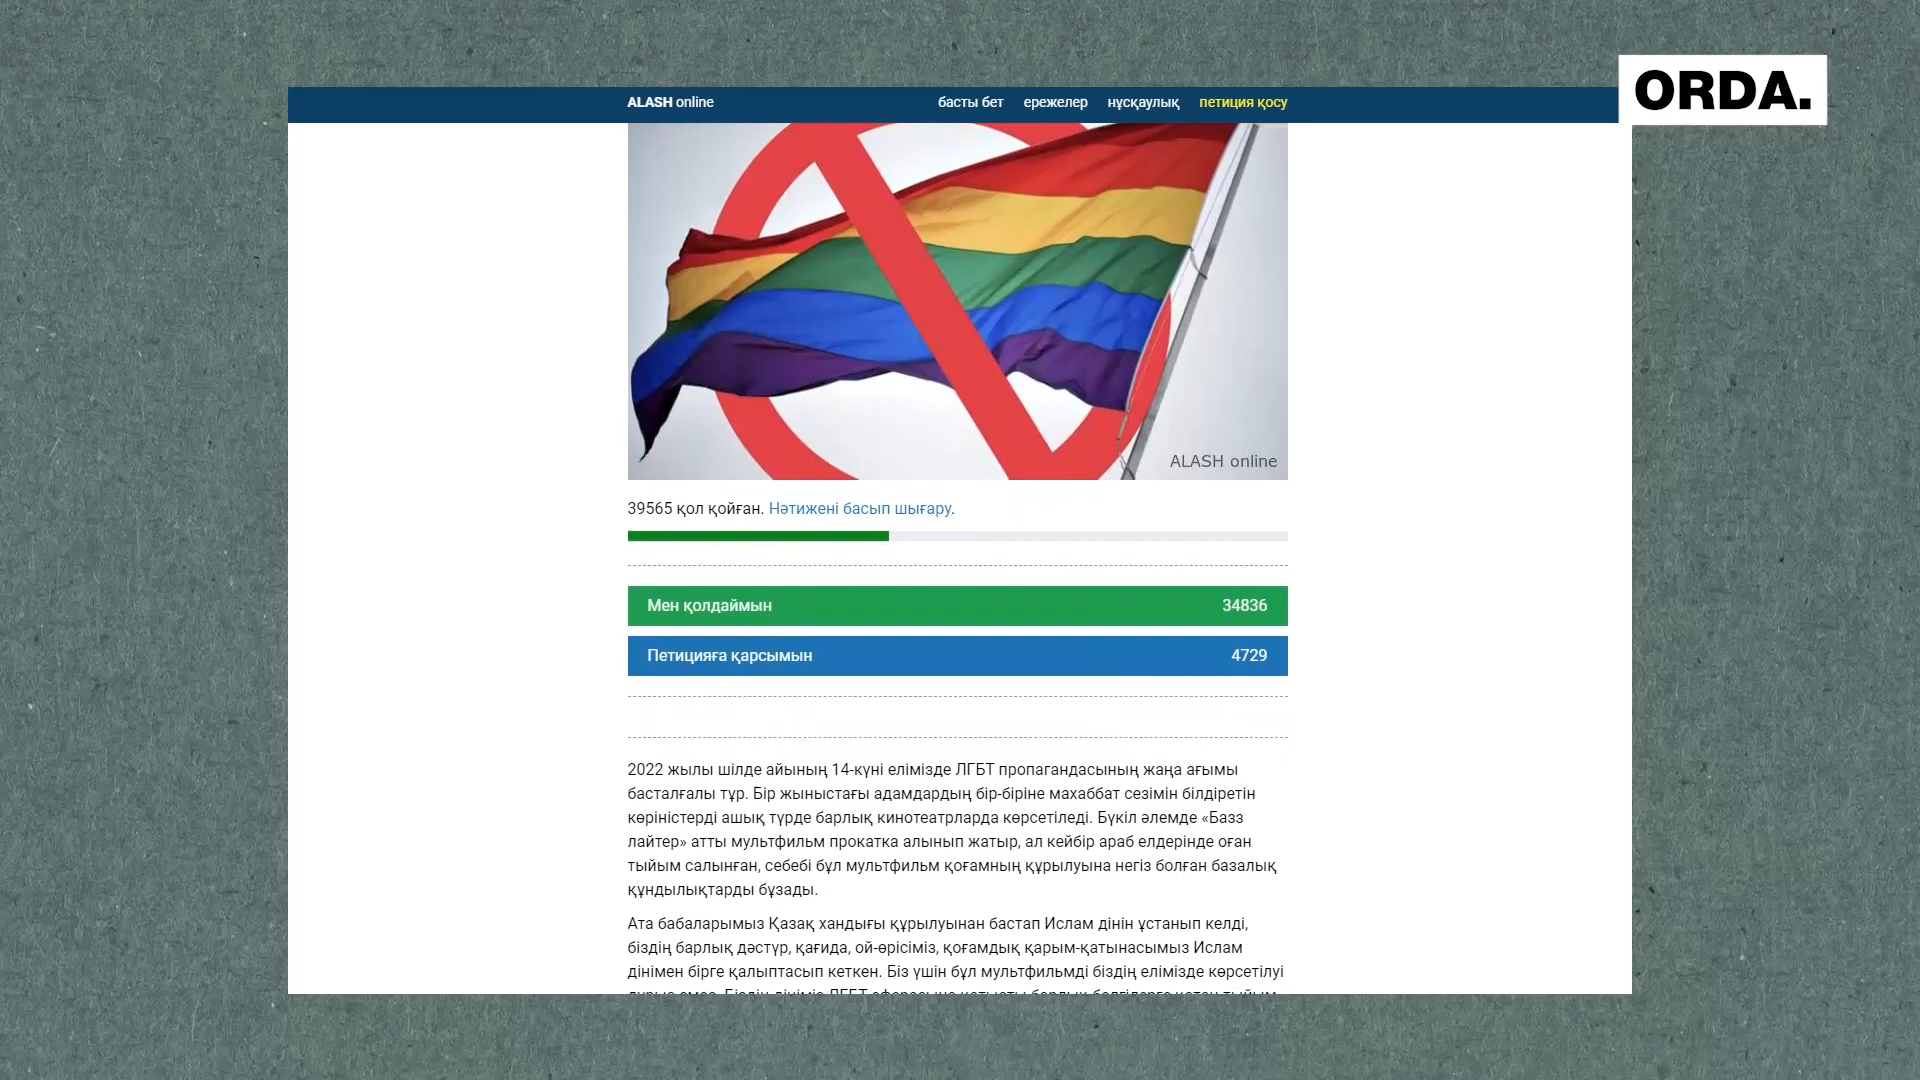 ORDA.
ALASH online
басты бет ережелер нұсқаулық петиция қосу
ALASH online
39565 қол қойған. Нәтижені басып шығару.
Мен қолдаймын 34836
Петицияға қарсымын 4729
2022 жылы шілде айының 14-күні елімізде ЛГБТ пропагандасының жаңа ағымы
басталғалы тұр. Бір жыныстағы адамдардың бір-біріне махаббат сезімін білдіретін
көріністерді ашық түрде барлық кинотеатрларда көрсетіледі. Бүкіл әлемде «Базз
лайтер» атты мультфильм прокатка алынып жатыр, ал кейбір араб елдерінде оған
тыйым салынған, себебі бұл мультфильм қоғамның құрылуына негіз болған базалық
құндылықтарды бұзады.
Ата бабаларымыз Қазақ хандығы құрылуынан бастап Ислам дінін ұстанып келді,
біздің барлық дәстүр, қағида, ой-өрісіміз, қоғамдық қарым-қатынасымыз Ислам
дінімен бірге қалыптасып кеткен. Біз үшін бұл мультфильмді біздің елімізде көрсетілуі